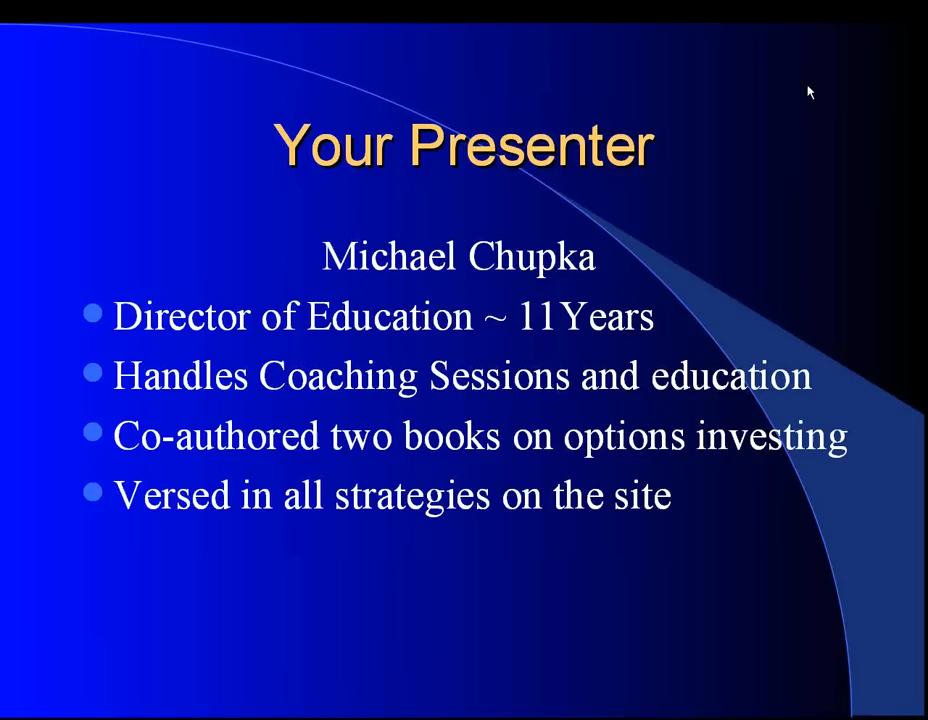 Your Presenter
Michael Chupka
Director of Education ~ 11Years
Handles Coaching Sessions and education
Co-authored two books on options investing
Versed in all strategies on the site